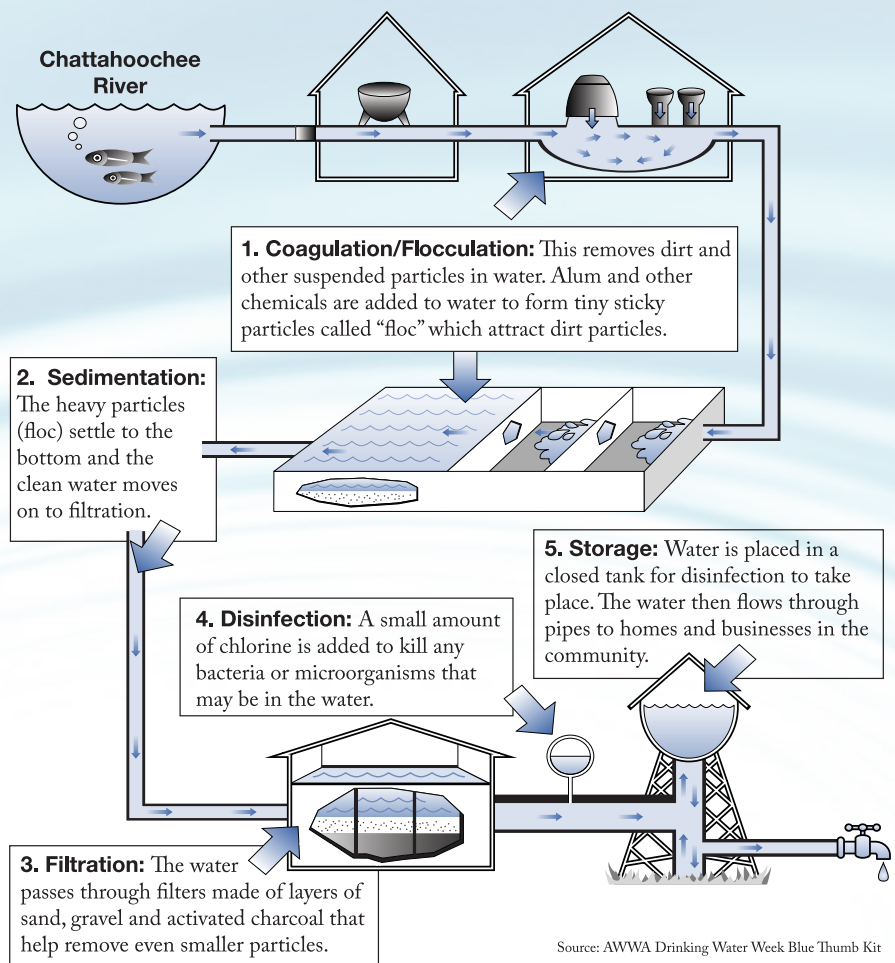 Chattahoochee
River
1. Coagulation/Flocculation: This removes dirt and
other suspended particles in water. Alum and other
chemicals are added to water to form tiny sticky
particles called “floc” which attract dirt particles.
2. Sedimentation:
The heavy particles
(floc) settle to the
bottom and the
clean water moves
on to filtration.
3. Filtration: The water
passes through filters made of layers of
sand, gravel and activated charcoal that
help remove even smaller particles.
4. Disinfection: A small amount
of chlorine is added to kill any
bacteria or microorganisms that
may be in the water.
5. Storage: Water is placed in a
closed tank for disinfection to take
place. The water then flows through
pipes to homes and businesses in the
community.
Source: AWWA Drinking Water Week Blue Thumb Kit